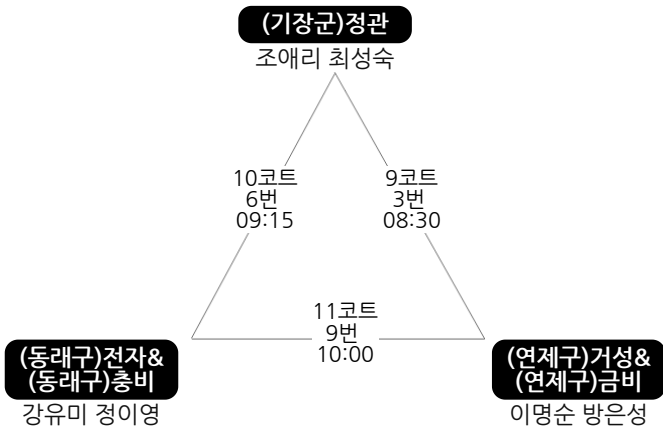 (기장군)정관
조애리 최성숙
10코트
6번
09:15
9코트
3번
08:30
11코트
9번
10:00
(동래구)전자&
(동래구)충비
강유미 정이영
(연제구)거성&
(연제구)금비
이명순 방은성